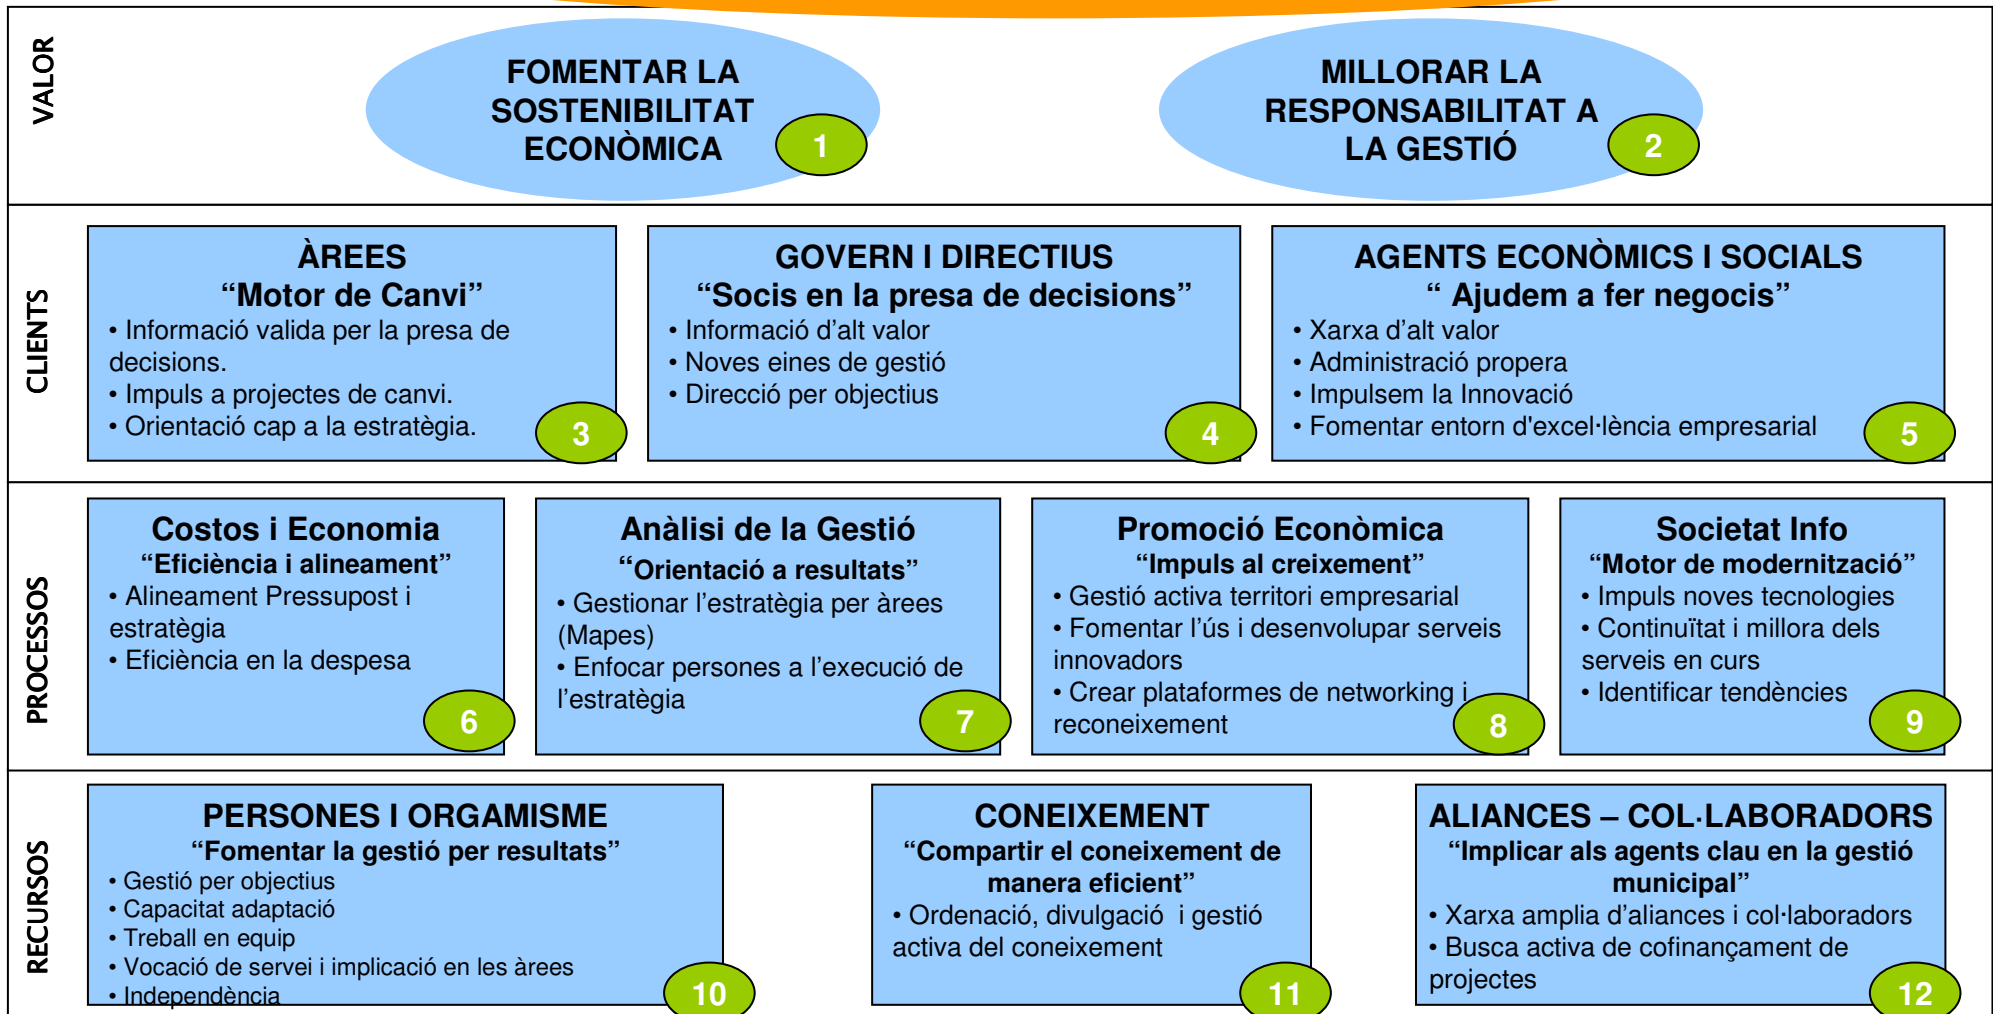 VALOR
FOMENTAR LA
SOSTENIBILITAT
ECONÒMICA
1
MILLORAR LA
RESPONSABILITAT A
LA GESTIÓ
2
CLIENTS
ÀREES
“Motor de Canvi”
• Informació valida per la presa de
decisions.
• Impuls a projectes de canvi.
• Orientació cap a la estratègia.
3
GOVERN I DIRECTIUS
“Socis en la presa de decisions”
• Informació d’alt valor
• Noves eines de gestió
• Direcció per objectius
4
AGENTS ECONÒMICS I SOCIALS
“ Ajudem a fer negocis”
• Xarxa d’alt valor
• Administració propera
• Impulsem la Innovació
• Fomentar entorn d'excel·lència empresarial
5
PROCESSOS
Costos i Economia
“Eficiència i alineament”
• Alineament Pressupost i
estratègia
• Eficiència en la despesa
6
Anàlisi de la Gestió
“Orientació a resultats”
• Gestionar l’estratègia per àrees
(Mapes)
• Enfocar persones a l’execució de
l’estratègia
7
Promoció Econòmica
“Impuls al creixement”
• Gestió activa territori empresarial
• Fomentar l’ús i desenvolupar serveis
innovadors
• Crear plataformes de networking i
reconeixement
8
Societat Info
“Motor de modernització”
• Impuls noves tecnologies
• Continuïtat i millora dels
serveis en curs
• Identificar tendències
9
RECURSOS
PERSONES I ORGAMISME
“Fomentar la gestió per resultats”
• Gestió per objectius
• Capacitat adaptació
• Treball en equip
• Vocació de servei i implicació en les àrees
• Independència
10
CONEIXEMENT
“Compartir el coneixement de
manera eficient”
• Ordenació, divulgació  i gestió
activa del coneixement
11
ALIANCES – COL·LABORADORS
“Implicar als agents clau en la gestió
municipal”
• Xarxa amplia d’aliances i col·laboradors
• Busca activa de cofinançament de
projectes
12